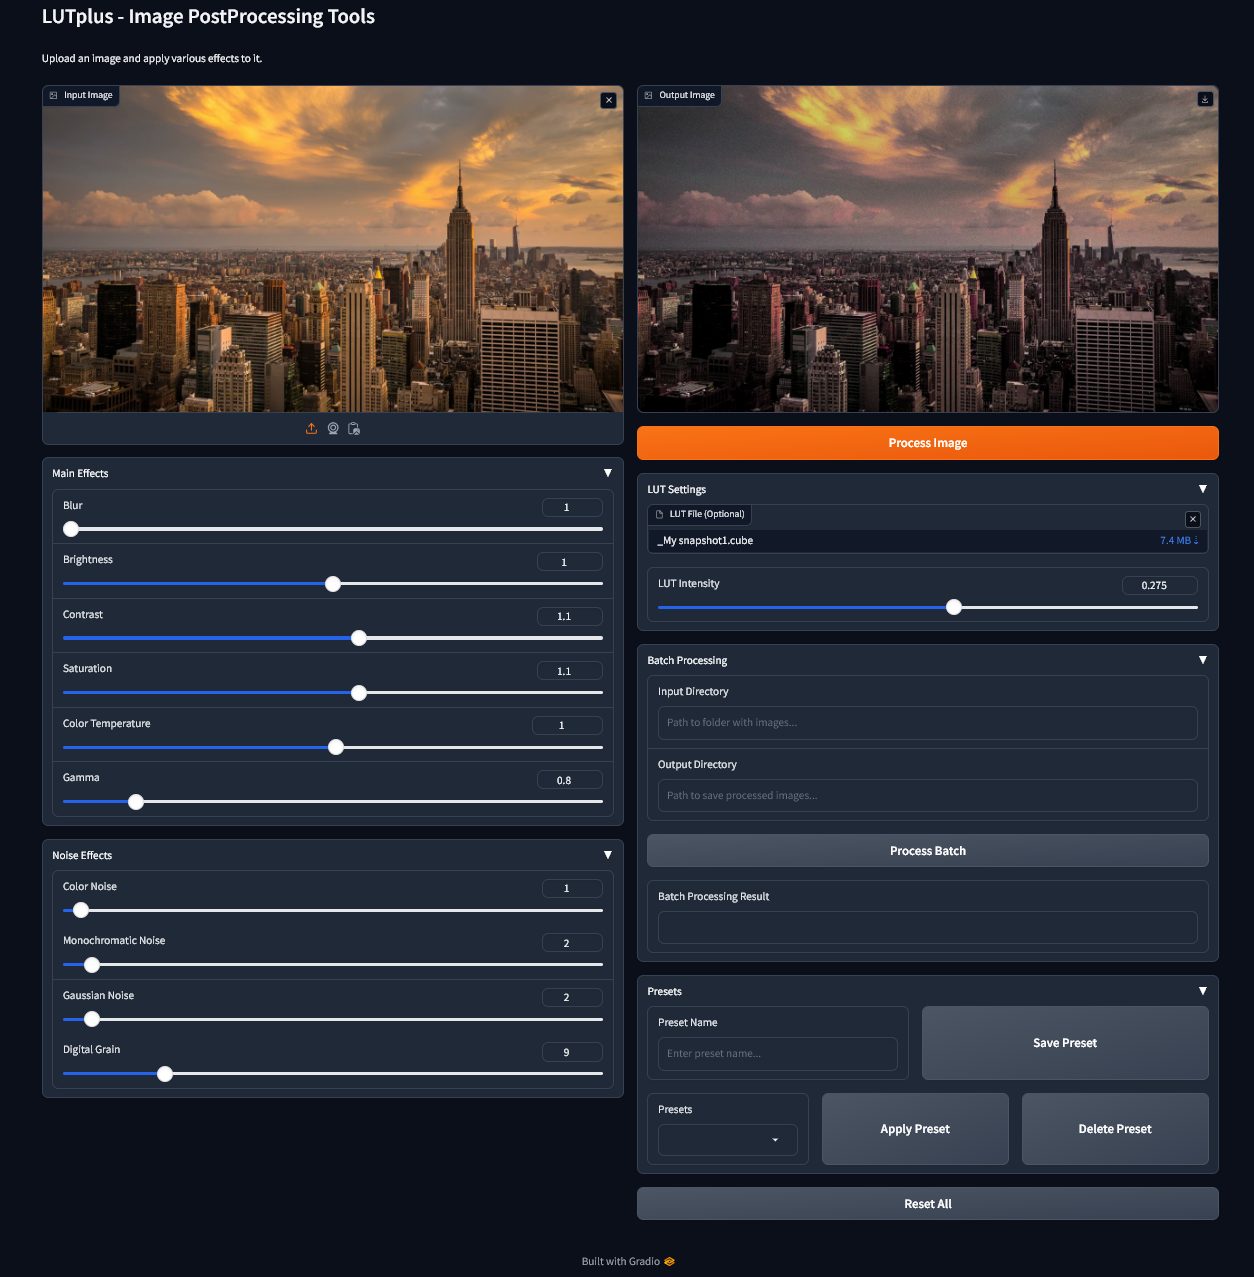 LUTplus - Image PostProcessing Tools
Upload an image and apply various effects to it.
Input Image
Output Image
Process Image
Main Effects
Blur
1
Brightness
1
Contrast
1.1
Saturation
1.1
Color Temperature
1
Gamma
0.8
Noise Effects
Color Noise
1
Monochromatic Noise
2
Gaussian Noise
2
Digital Grain
9
LUT Settings
LUT File (Optional)
_My snapshot1.cube
7.4 MB ⇣
LUT Intensity
0.275
Batch Processing
Input Directory
Path to folder with images...
Output Directory
Path to save processed images...
Process Batch
Batch Processing Result
Presets
Preset Name
Enter preset name...
Save Preset
Presets
Apply Preset
Delete Preset
Reset All
Built with Gradio